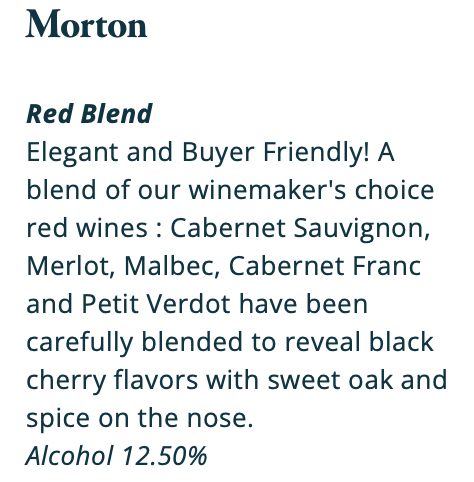 Morton
Red Blend
Elegant and Buyer Friendly! A
blend of our winemaker's choice
red wines : Cabernet Sauvignon,
Merlot, Malbec, Cabernet Franc
and Petit Verdot have been
carefully blended to reveal black
cherry flavors with sweet oak and
spice on the nose.
Alcohol 12.50%